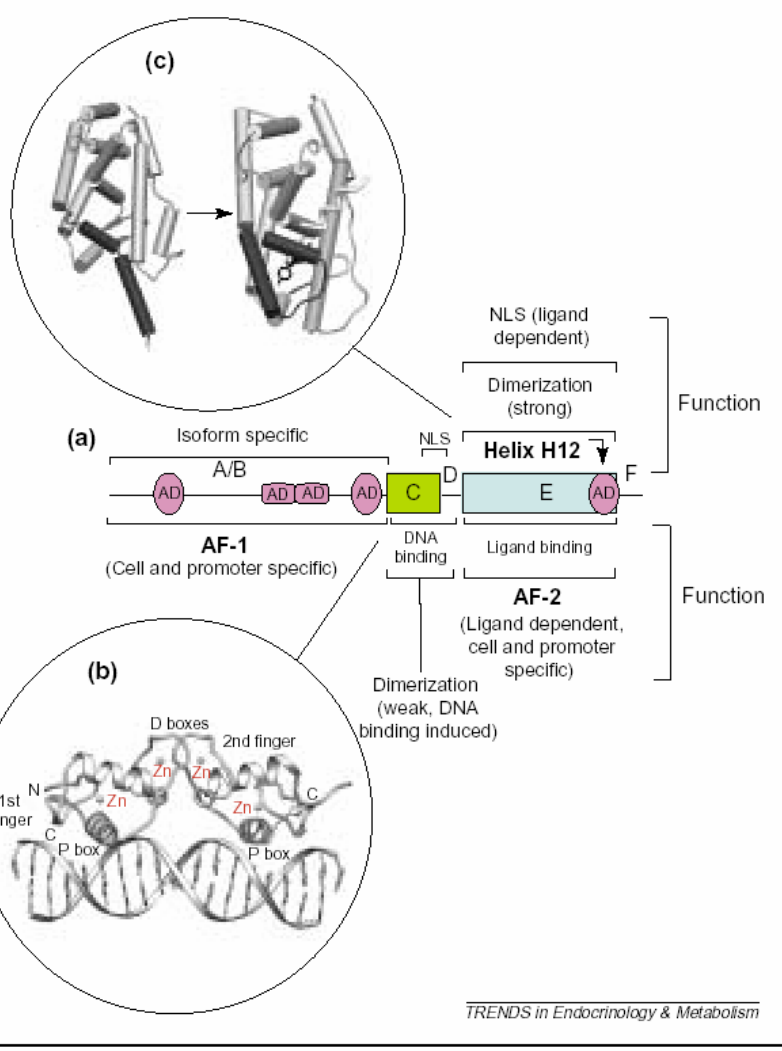 (c)
NLS (ligand
dependent)
Dimerization
(strong)
Function
(a)
Isoform specific
NLS
Helix H12
A/B
D
F
AD
AD
AD
AD
C
E
AD
AF-1
(Cell and promoter specific)
DNA
binding
Ligand binding
AF-2
(Ligand dependent,
cell and promoter
specific)
Function
Dimerization
(weak, DNA
binding induced)
(b)
D boxes
2nd finger
Zn
Zn
N
1st
nger
Zn
Zn
C
C
P box
P box
TRENDS in Endocrinology & Metabolism